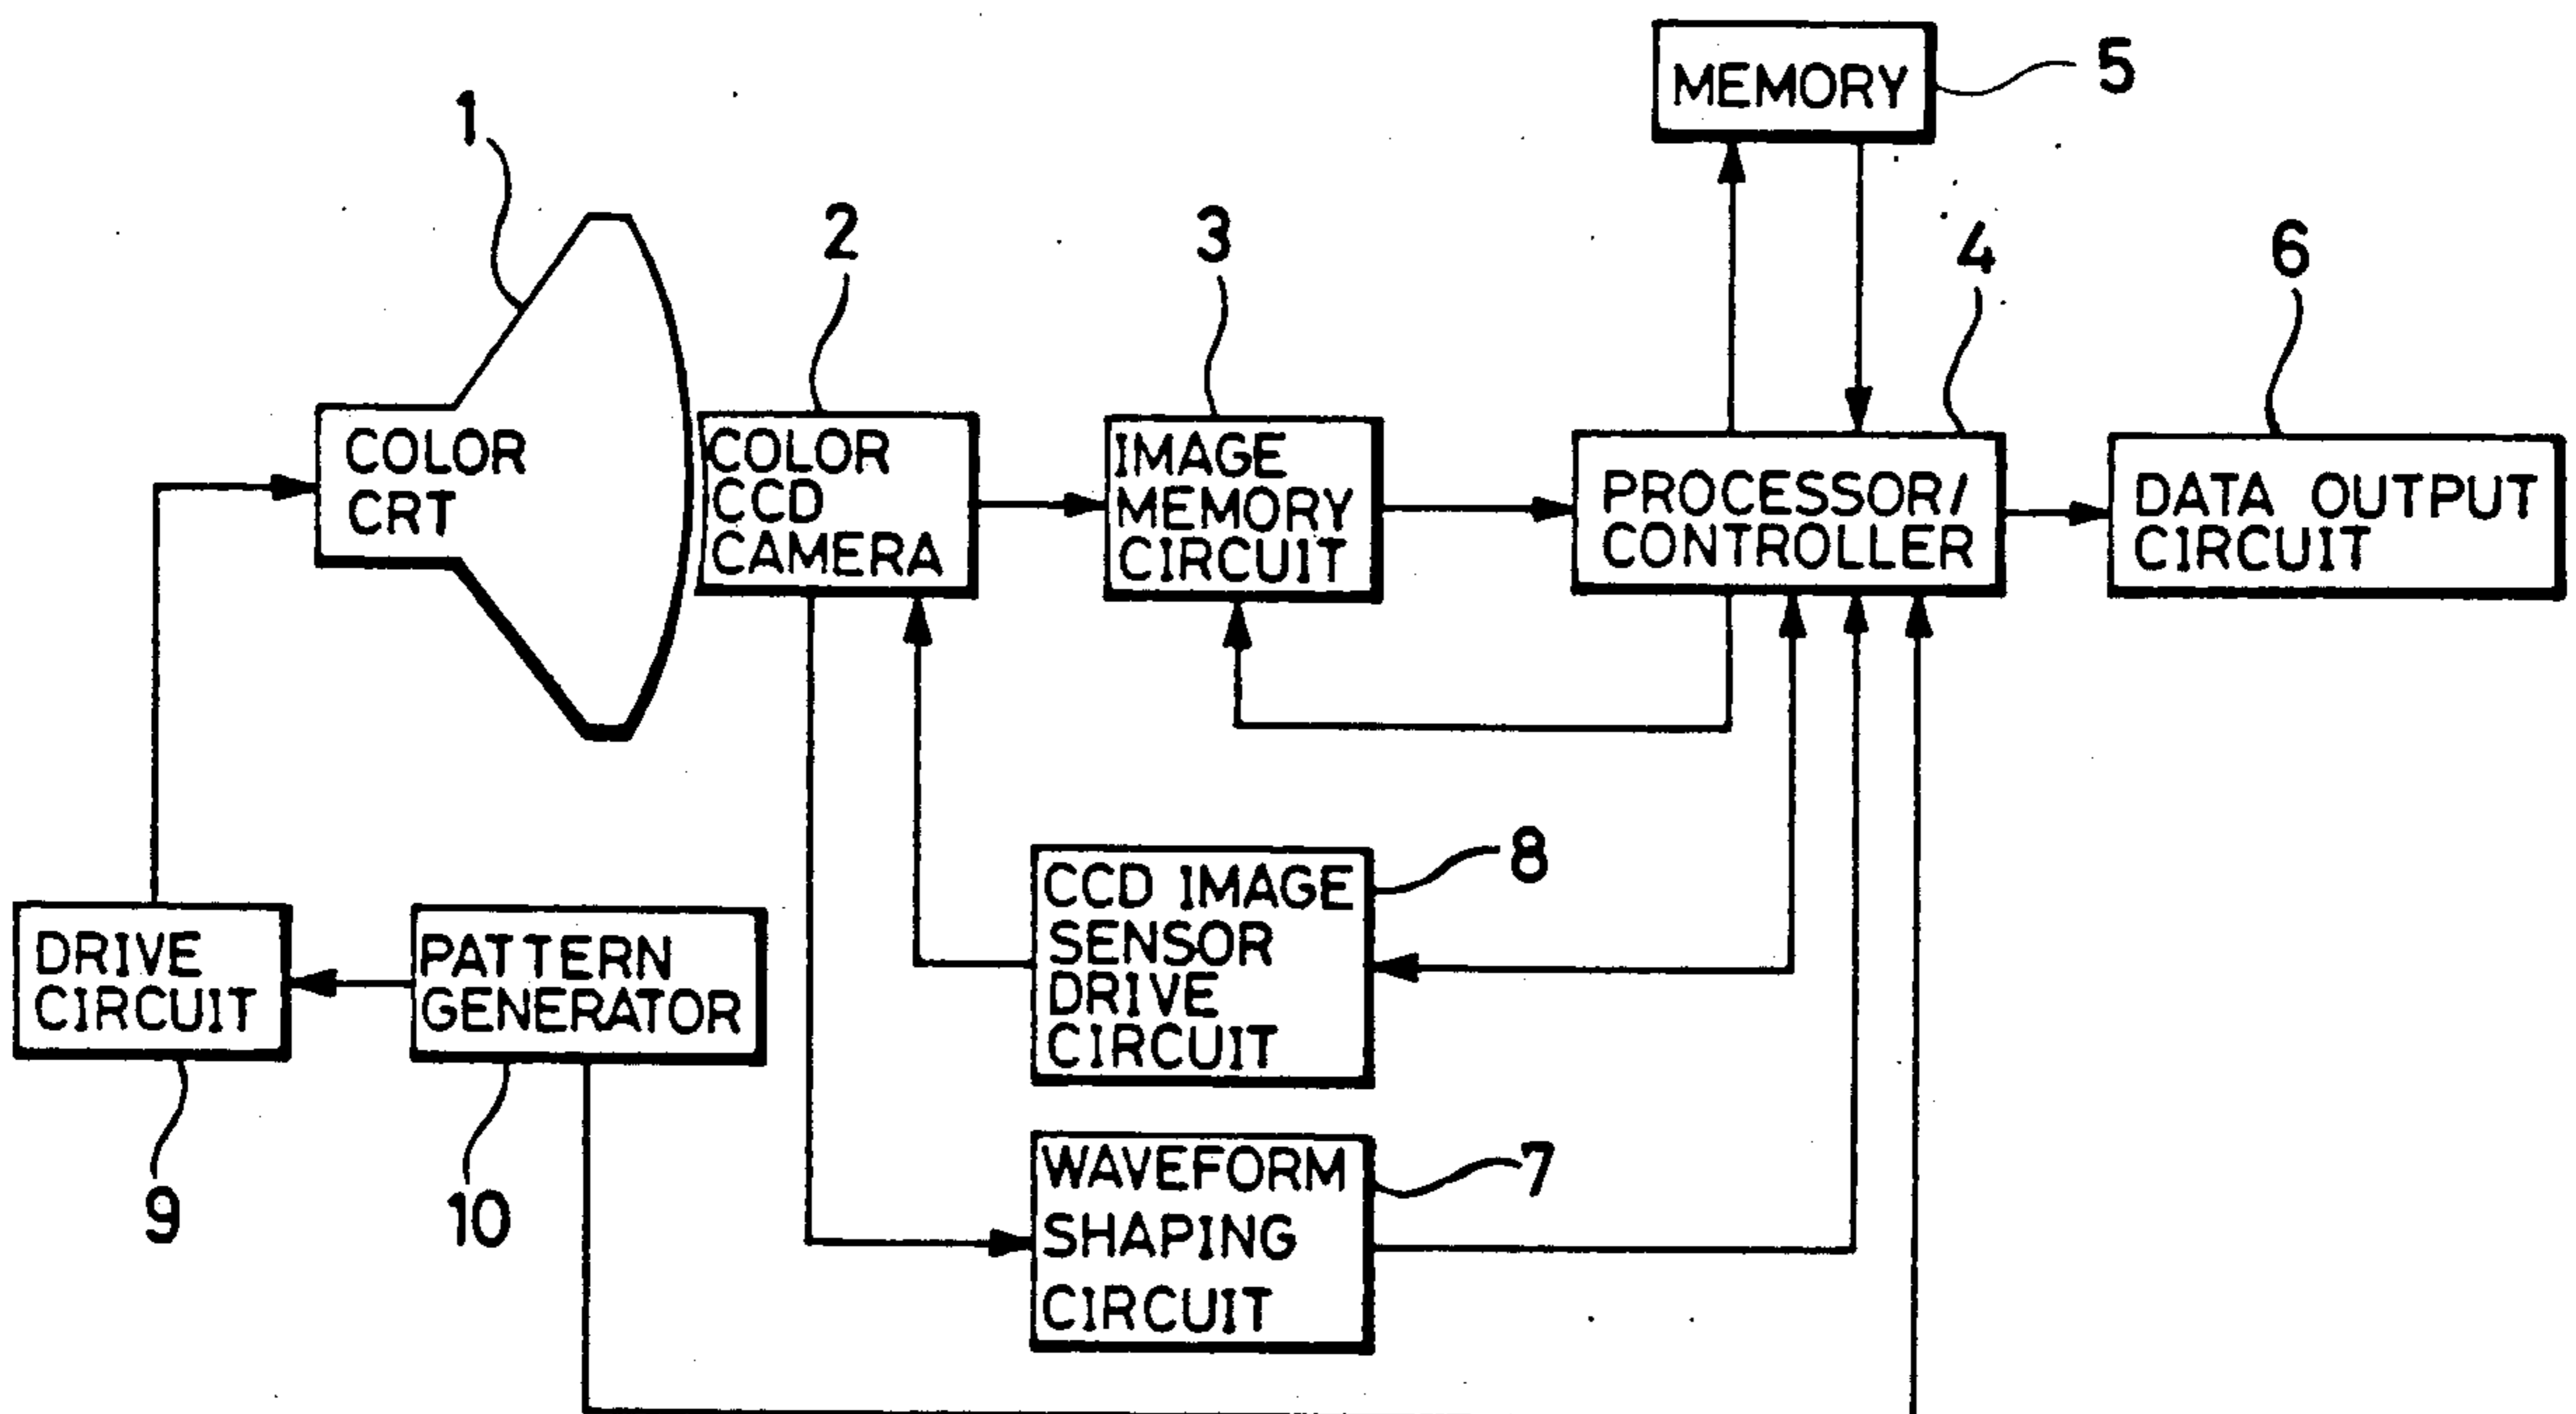 MEMORY
5
1
2
3
4
6
COLOR
CRT
COLOR
CCD
CAMERA
IMAGE
MEMORY
CIRCUIT
PROCESSOR/
CONTROLLER
DATA OUTPUT
CIRCUIT
CCD IMAGE
SENSOR
DRIVE
CIRCUIT
8
DRIVE
CIRCUIT
PATTERN
GENERATOR
9
10
WAVEFORM
SHAPING
CIRCUIT
7